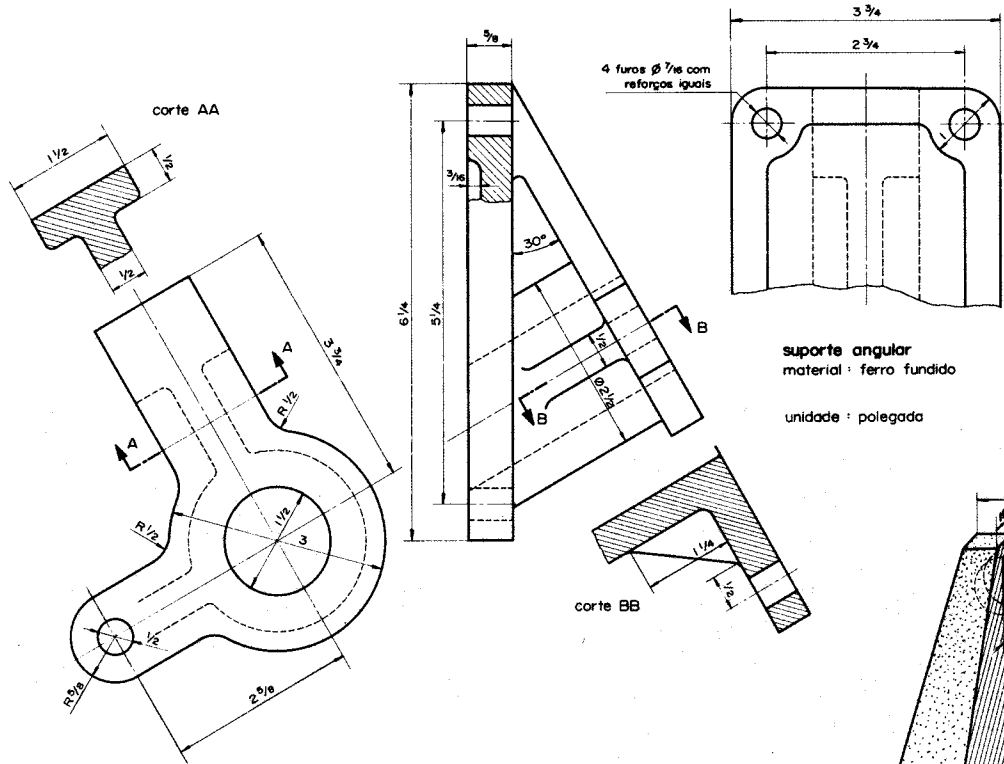 corte AA
1 1/2
1/2
1/2
A
A
3 3/4
R 1/2
R 1/2
1 1/2
3
1/2
R 5/8
2 5/8
5/8
3/16
30°
6 1/4
5 1/4
1/2
Ø 2 1/2
B
B
corte BB
1 1/4
1/2
3 3/4
2 3/4
4 furos Ø 7/16 com
reforços iguais
1
suporte angular
material : ferro fundido
unidade : polegada